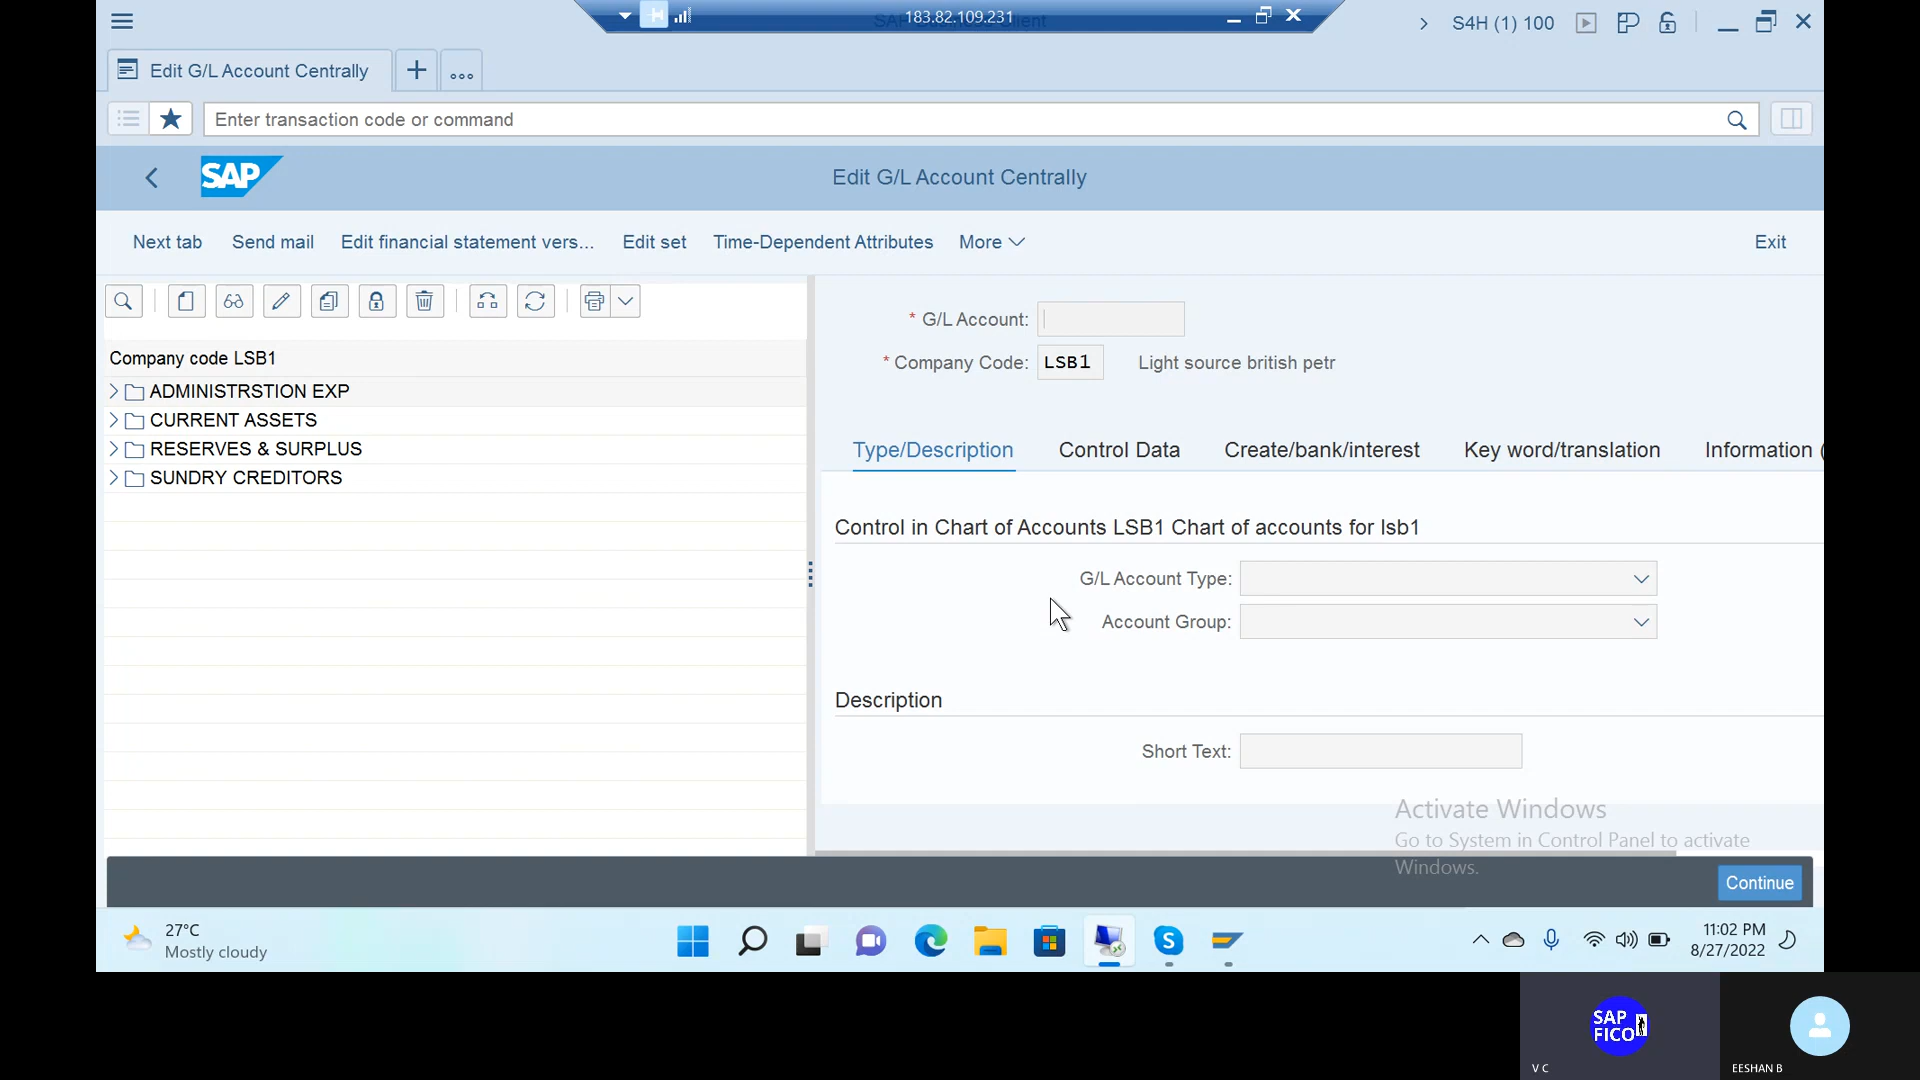 183.82.109.231
S4H (1) 100
Edit G/L Account Centrally
Enter transaction code or command
SAP
Edit G/L Account Centrally
Next tab
Send mail
Edit financial statement vers...
Edit set
Time-Dependent Attributes
More
Exit
* G/L Account:
* Company Code: LSB1 Light source british petr
Company code LSB1
ADMINISTRSTION EXP
CURRENT ASSETS
RESERVES & SURPLUS
SUNDRY CREDITORS
Type/Description
Control Data
Create/bank/interest
Key word/translation
Information (
Control in Chart of Accounts LSB1 Chart of accounts for lsb1
G/L Account Type:
Account Group:
Description
Short Text:
Activate Windows
Go to System in Control Panel to activate
Windows.
Continue
27°C
Mostly cloudy
11:02 PM
8/27/2022
SAP
FICO
V C
EESHAN B